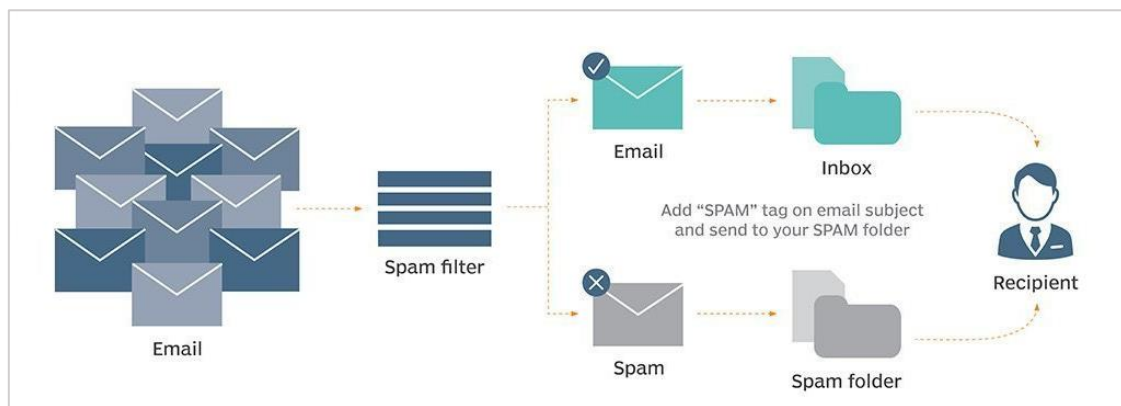 Email
Spam filter
Email
Inbox
Add “SPAM” tag on email subject
and send to your SPAM folder
Spam
Spam folder
Recipient